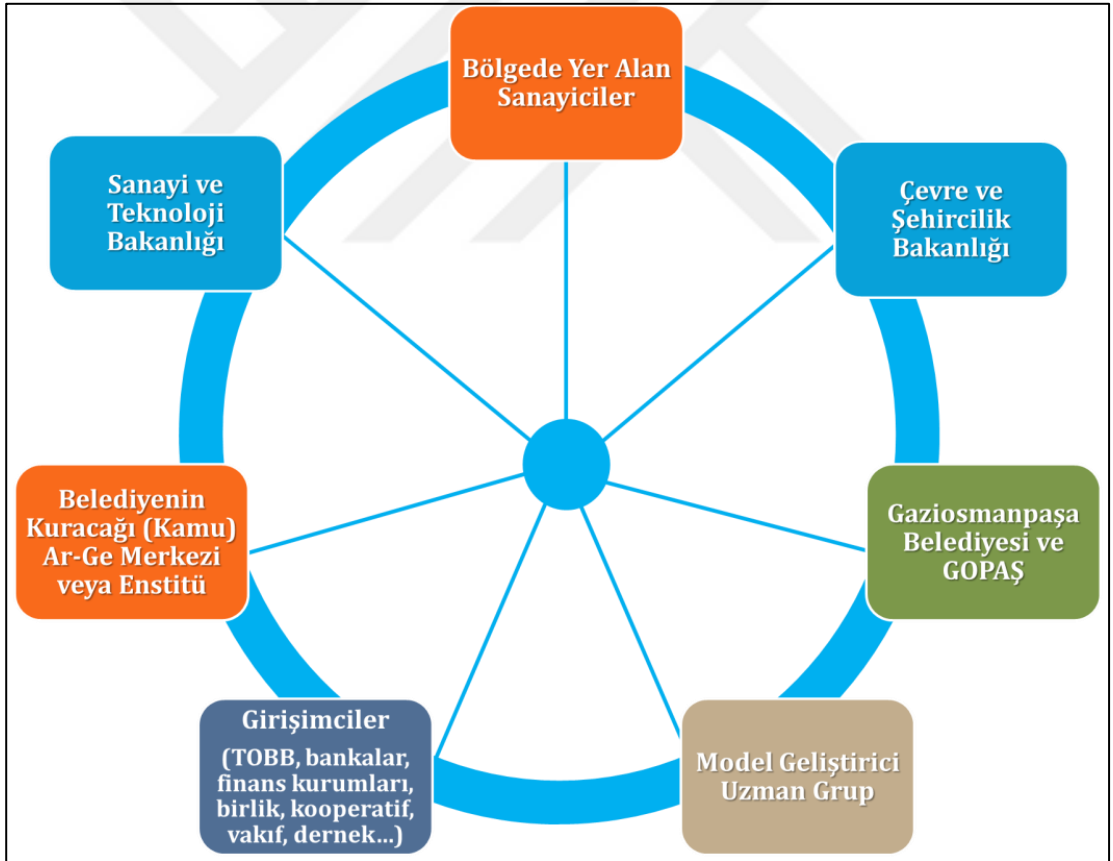 Bölgede Yer Alan
Sanayiciler
Sanayi ve
Teknoloji
Bakanlığı
Çevre ve
Şehircilik
Bakanlığı
Belediyenin
Kuracağı (Kamu)
Ar-Ge Merkezi
veya Enstitü
Gaziosmanpaşa
Belediyesi ve
GOPAŞ
Girişimciler
(TOBB, bankalar,
finans kurumları,
birlik, kooperatif,
vakıf, dernek...)
Model Geliştirici
Uzman Grup